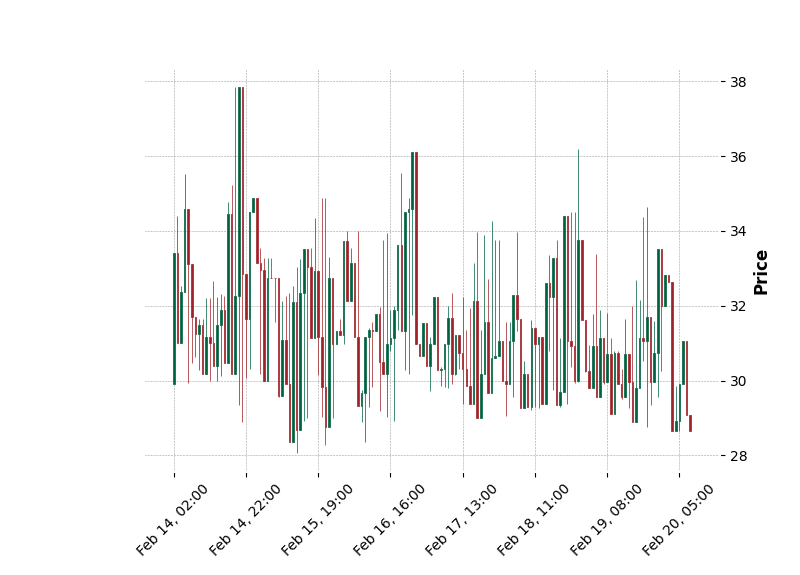 38
36
34
32
30
28
Price
Feb 14, 02:00
Feb 14, 22:00
Feb 15, 19:00
Feb 16, 16:00
Feb 17, 13:00
Feb 18, 11:00
Feb 19, 08:00
Feb 20, 05:00